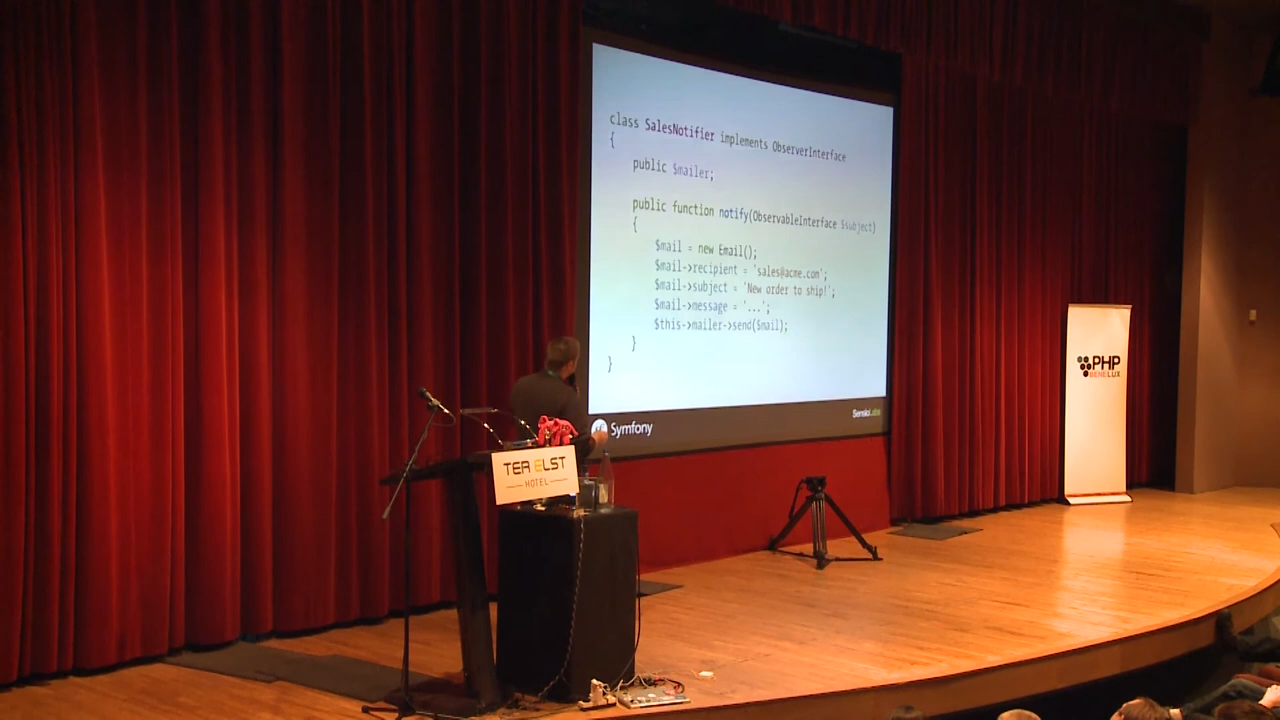 class SalesNotifier implements ObserverInterface
{
public $mailer;
public function notify(ObservableInterface $subject)
{
$mail = new Email();
$mail->recipient = 'sales@acme.com';
$mail->subject = 'New order to ship!';
$mail->message = '...';
$this->mailer->send($mail);
}
}
Symfony
SensioLabs
TER ELST
HOTEL
PHP
BENELUX